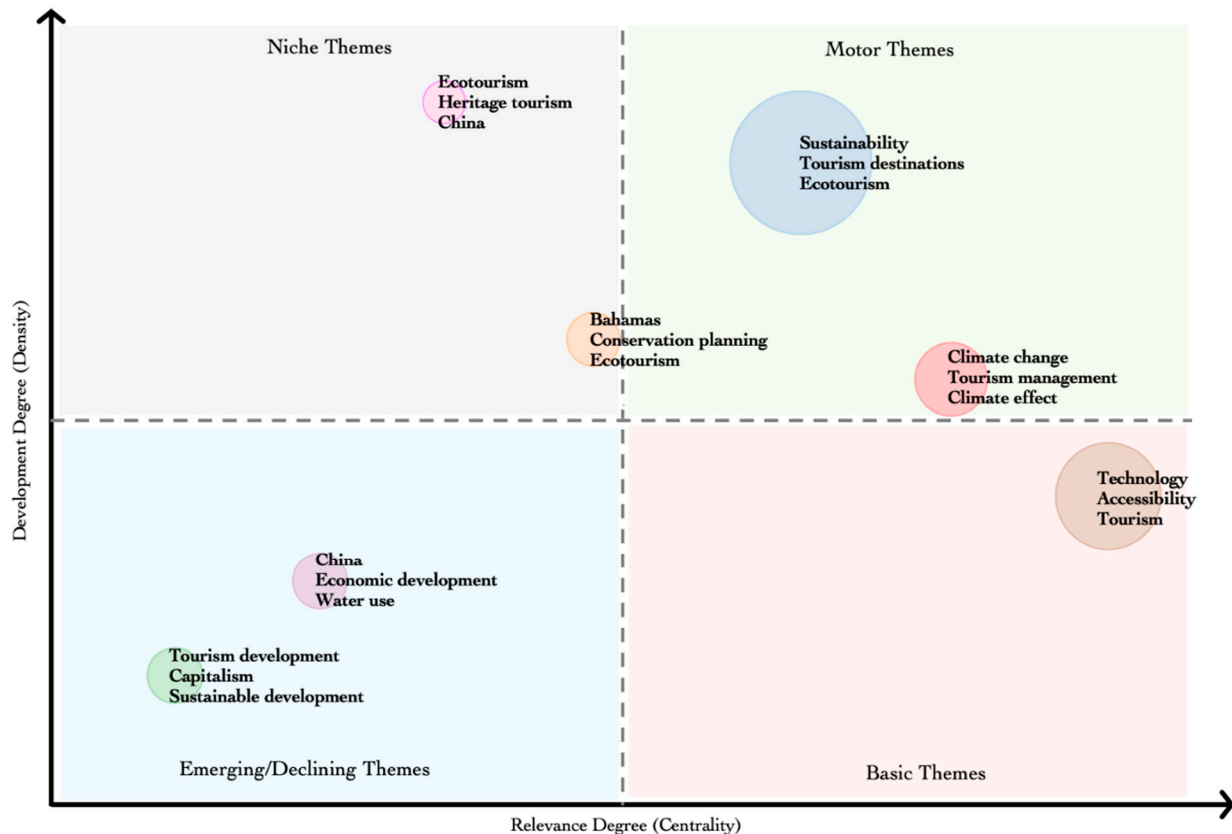 Niche Themes
Motor Themes
Ecotourism
Heritage tourism
China
Sustainability
Tourism destinations
Ecotourism
Bahamas
Conservation planning
Ecotourism
Climate change
Tourism management
Climate effect
Development Degree (Density)
Technology
Accessibility
Tourism
China
Economic development
Water use
Tourism development
Capitalism
Sustainable development
Emerging/Declining Themes
Basic Themes
Relevance Degree (Centrality)